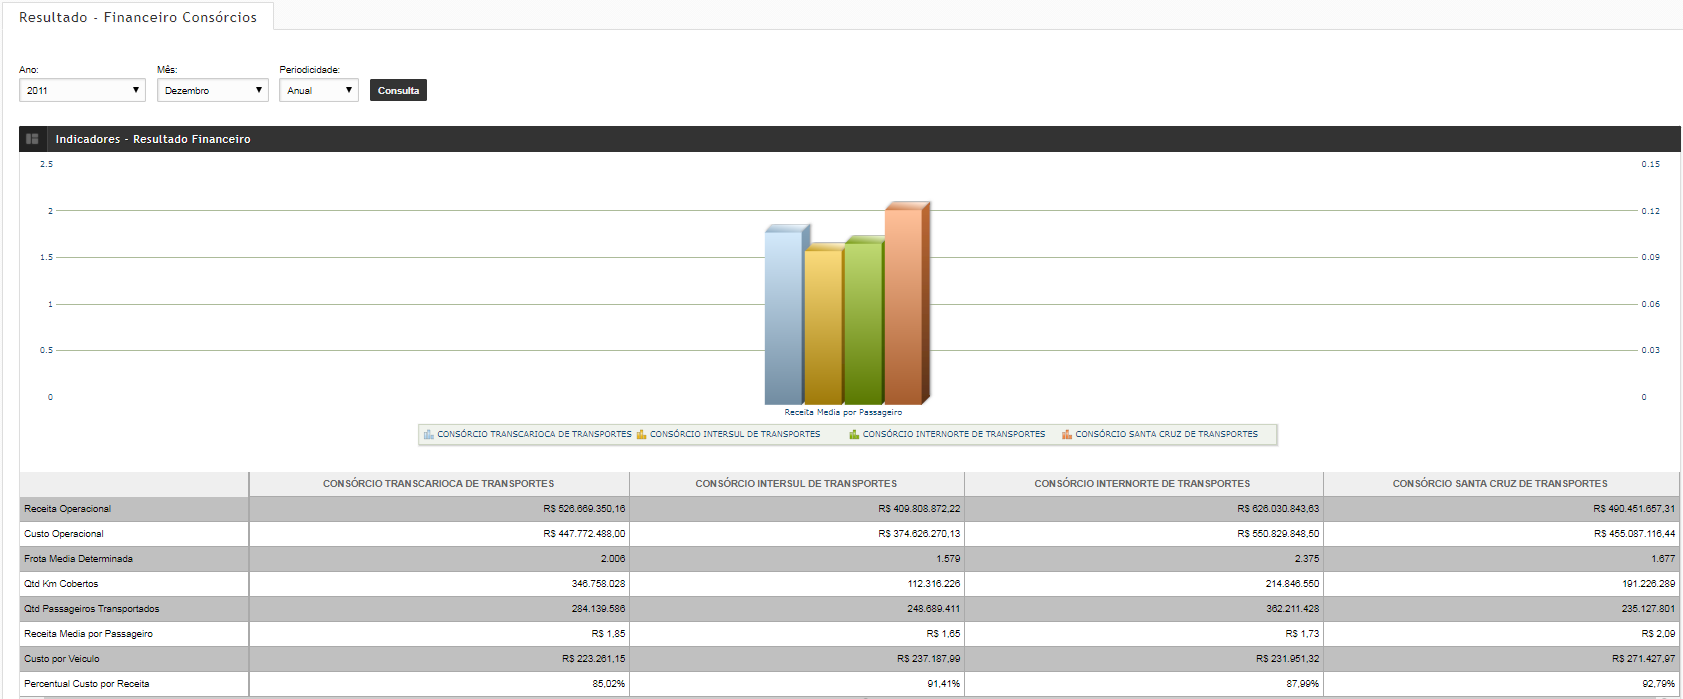 Resultado - Financeiro Consórcios
Ano: Mês: Periodicidade:
2011 Dezembro Anual Consulta
Indicadores - Resultado Financeiro
2.5 0.15
2 0.12
1.5 0.09
1 0.06
0.5 0.03
0 0
Receita Media por Passageiro
CONSÓRCIO TRANSCARIOCA DE TRANSPORTES CONSÓRCIO INTERSUL DE TRANSPORTES CONSÓRCIO INTERNORTE DE TRANSPORTES CONSÓRCIO SANTA CRUZ DE TRANSPORTES
CONSÓRCIO TRANSCARIOCA DE TRANSPORTES CONSÓRCIO INTERSUL DE TRANSPORTES CONSÓRCIO INTERNORTE DE TRANSPORTES CONSÓRCIO SANTA CRUZ DE TRANSPORTES
Receita Operacional R$ 526.669.350,16 R$ 409.808.872,22 R$ 626.030.843,63 R$ 490.451.657,31
Custo Operacional R$ 447.772.488,00 R$ 374.626.270,13 R$ 550.829.848,50 R$ 455.087.116,44
Frota Media Determinada 2.006 1.579 2.375 1.677
Qtd Km Cobertos 346.758.028 112.316.226 214.846.550 191.226.289
Qtd Passageiros Transportados 284.139.586 248.689.411 362.211.428 235.127.801
Receita Media por Passageiro R$ 1,85 R$ 1,65 R$ 1,73 R$ 2,09
Custo por Veiculo R$ 223.261,15 R$ 237.187,99 R$ 231.951,32 R$ 271.427,97
Percentual Custo por Receita 85,02% 91,41% 87,99% 92,79%